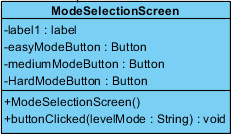 ModeSelectionScreen
-label1 : label
-easyModeButton : Button
-mediumModeButton : Button
-HardModeButton : Button
+ModeSelectionScreen()
+buttonClicked(levelMode : String) : void